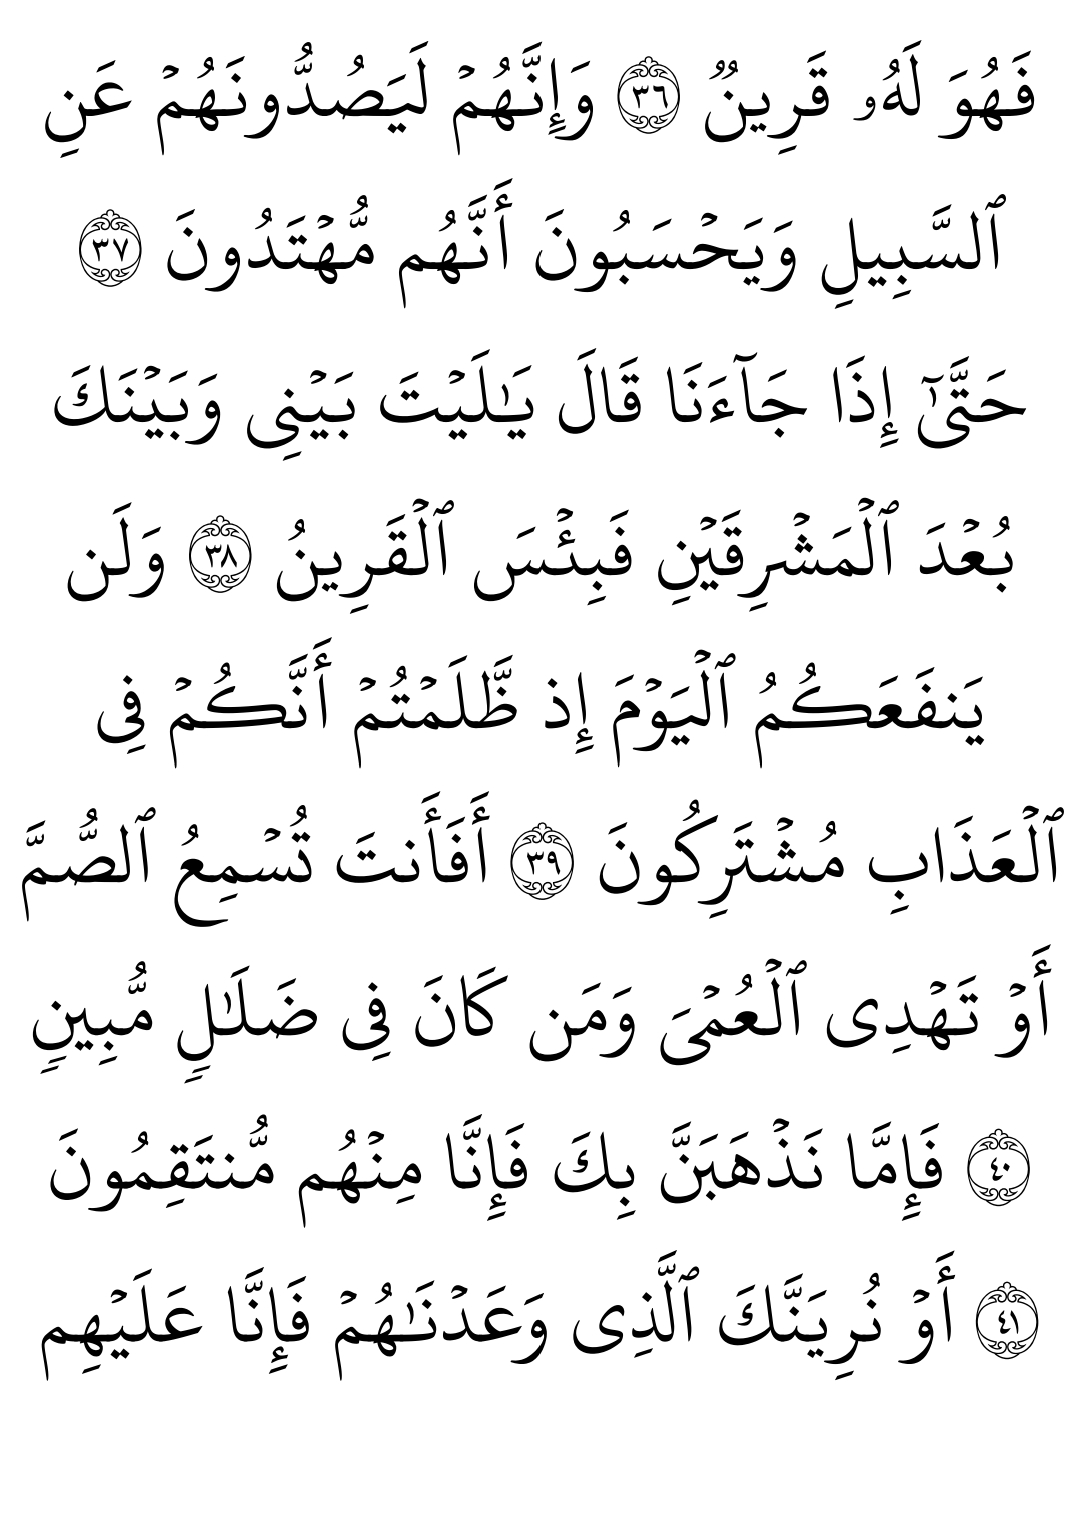 فَهُوَ لَهُۥ قَرِينٌۭ ٣٦ وَإِنَّهُمْ لَيَصُدُّونَهُمْ عَنِ
ٱلسَّبِيلِ وَيَحْسَبُونَ أَنَّهُم مُّهْتَدُونَ ٣٧
حَتَّىٰٓ إِذَا جَآءَنَا قَالَ يَـٰلَيْتَ بَيْنِى وَبَيْنَكَ
بُعْدَ ٱلْمَشْرِقَيْنِ فَبِئْسَ ٱلْقَرِينُ ٣٨ وَلَن
يَنفَعَكُمُ ٱلْيَوْمَ إِذ ظَّلَمْتُمْ أَنَّكُمْ فِى
ٱلْعَذَابِ مُشْتَرِكُونَ ٣٩ أَفَأَنتَ تُسْمِعُ ٱلصُّمَّ
أَوْ تَهْدِى ٱلْعُمْىَ وَمَن كَانَ فِى ضَلَـٰلٍۢ مُّبِينٍۢ
٤٠ فَإِمَّا نَذْهَبَنَّ بِكَ فَإِنَّا مِنْهُم مُّنتَقِمُونَ
٤١ أَوْ نُرِيَنَّكَ ٱلَّذِى وَعَدْنَـٰهُمْ فَإِنَّا عَلَيْهِم